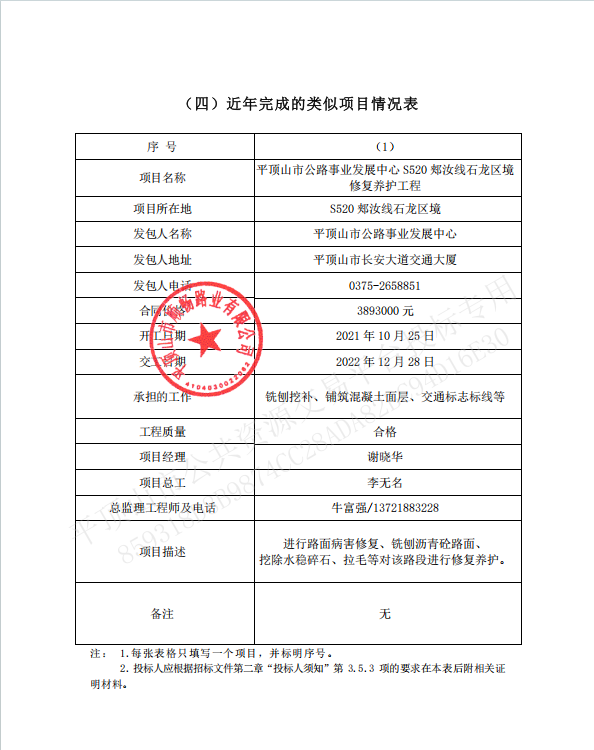 （四）近年完成的类似项目情况表
序 号
（1）
项目名称
平顶山市公路事业发展中心 S520 郏汝线石龙区境
修复养护工程
项目所在地
S520 郏汝线石龙区境
发包人名称
平顶山市公路事业发展中心
发包人地址
平顶山市长安大道交通大厦
发包人电话
0375-2658851
合同价格
3893000 元
开工日期
2021 年 10 月 25 日
交工日期
2022 年 12 月 28 日
承担的工作
铣刨挖补、铺筑混凝土面层、交通标志标线等
工程质量
合格
项目经理
谢晓华
项目总工
李无名
总监理工程师及电话
牛富强/13721883228
项目描述
进行路面病害修复、铣刨沥青砼路面、
挖除水稳碎石、拉毛等对该路段进行修复养护。
备注
无
注： 1.每张表格只填写一个项目，并标明序号。
2. 投标人应根据招标文件第二章“投标人须知”第 3.5.3 项的要求在本表后附相关证
明材料。